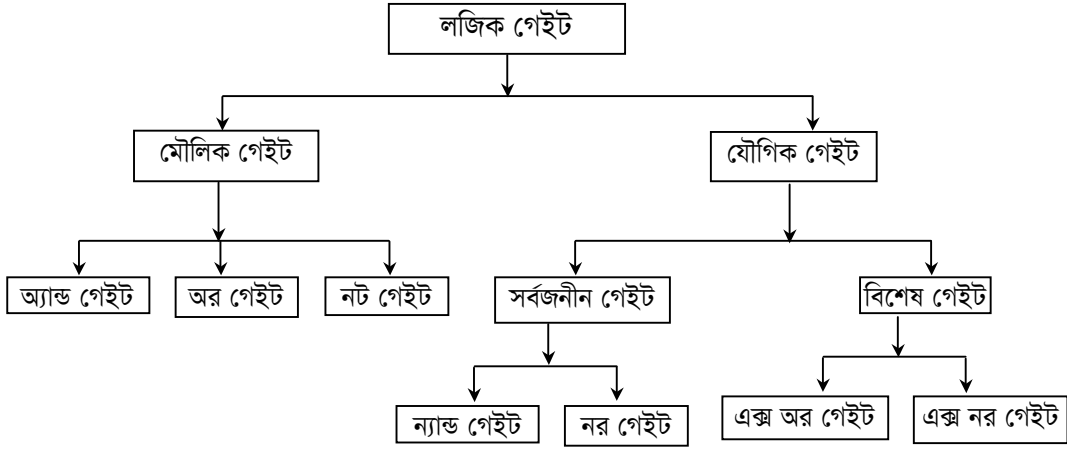 লজিক গেইট
মৌলিক গেইট
যৌগিক গেইট
অ্যান্ড গেইট
অর গেইট
নট গেইট
সর্বজনীন গেইট
বিশেষ গেইট
ন্যান্ড গেইট
নর গেইট
এক্স অর গেইট
এক্স নর গেইট